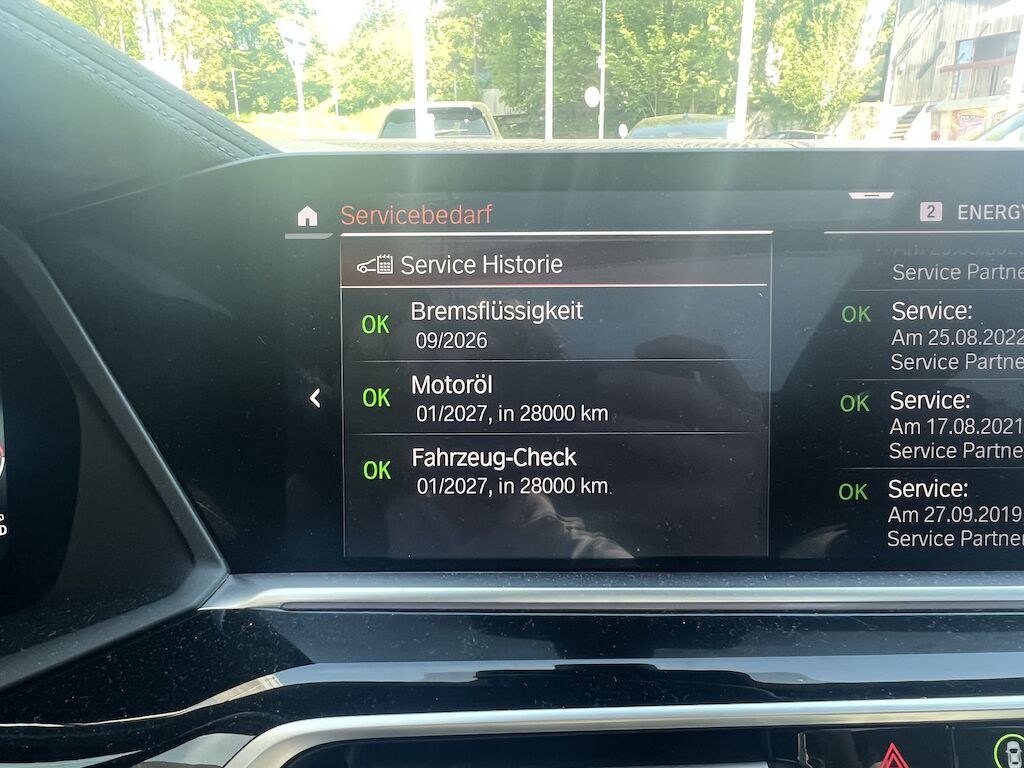 Servicebedarf
Service Historie
OK
Bremsflüssigkeit
09/2026
OK
Motoröl
01/2027, in 28000 km
OK
Fahrzeug-Check
01/2027, in 28000 km
2 ENERGY
Service Partne
OK
Service:
Am 25.08.2022
Service Partne
OK
Service:
Am 17.08.2021
Service Partne
OK
Service:
Am 27.09.2019
Service Partne